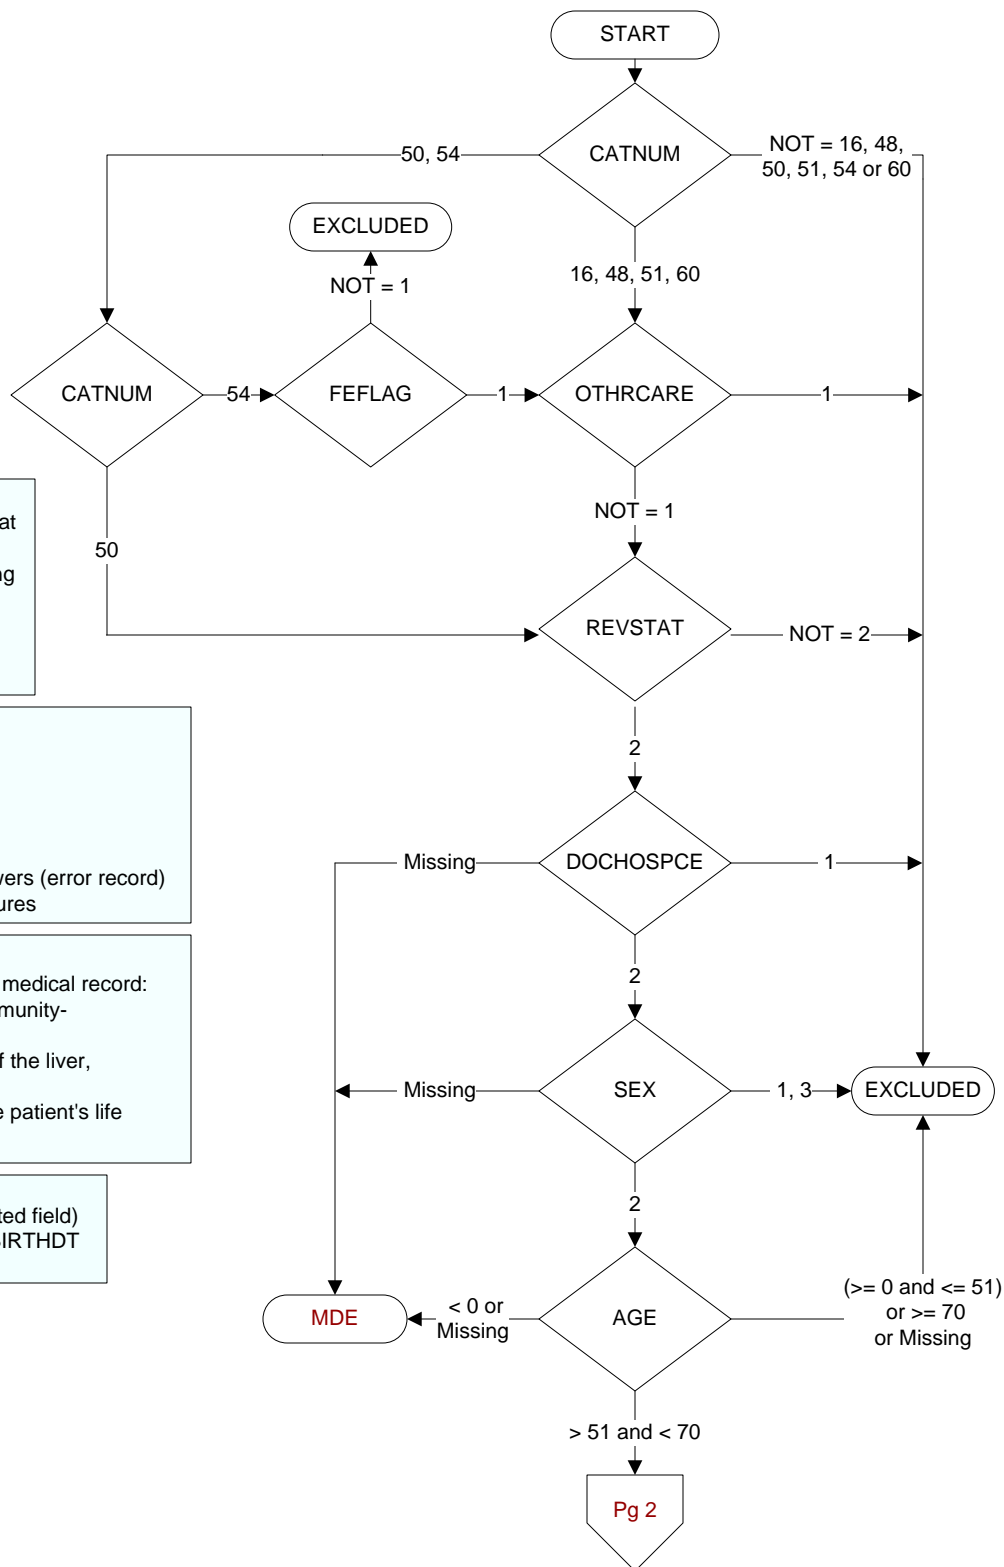 START
CATNUM
50, 54
NOT = 16, 48,
50, 51, 54 or 60
EXCLUDED
16, 48, 51, 60
NOT = 1
CATNUM
54
FEFLAG
1
OTHRCARE
1
at
NOT = 1
50
ng
REVSTAT
NOT = 2
2
Missing
DOCHOSPCE
1
wers (error record)
ures
2
medical record:
munity-
f the liver,
Missing
SEX
1, 3
EXCLUDED
e patient's life
2
ted field)
BIRTHDT
MDE
< 0 or
Missing
AGE
(>= 0 and <= 51)
or >= 70
or Missing
> 51 and < 70
Pg 2